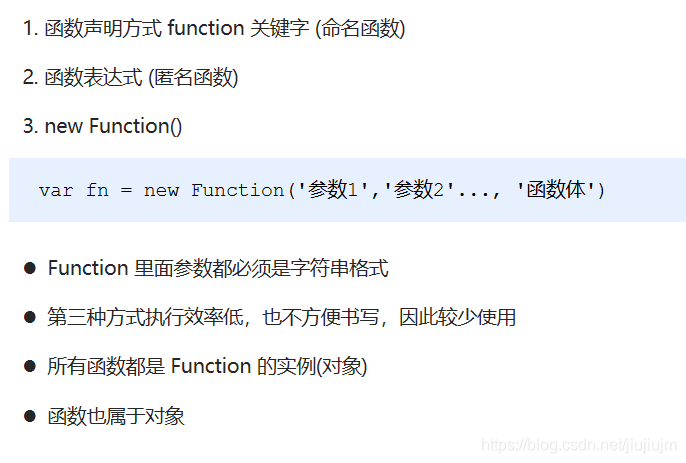 1. 函数声明方式 function 关键字 (命名函数)
2. 函数表达式 (匿名函数)
3. new Function()
var fn = new Function('参数1','参数2'..., '函数体')
● Function 里面参数都必须是字符串格式
● 第三种方式执行效率低，也不方便书写，因此较少使用
● 所有函数都是 Function 的实例(对象)
● 函数也属于对象
https://blog.csdn.net/jiujiujm